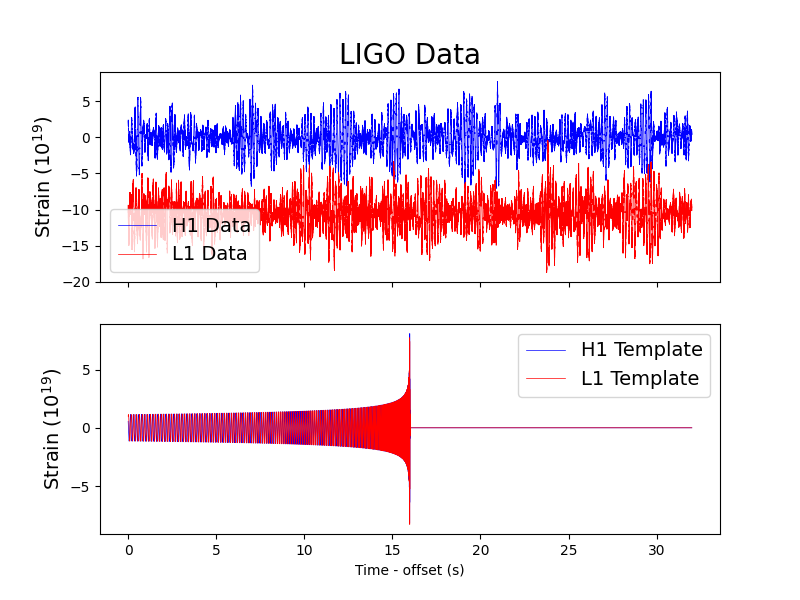 LIGO Data
Strain (10¹⁹)
5
0
−5
−10
−15
−20
H1 Data
L1 Data
Strain (10¹⁹)
5
0
−5
H1 Template
L1 Template
0 5 10 15 20 25 30
Time - offset (s)